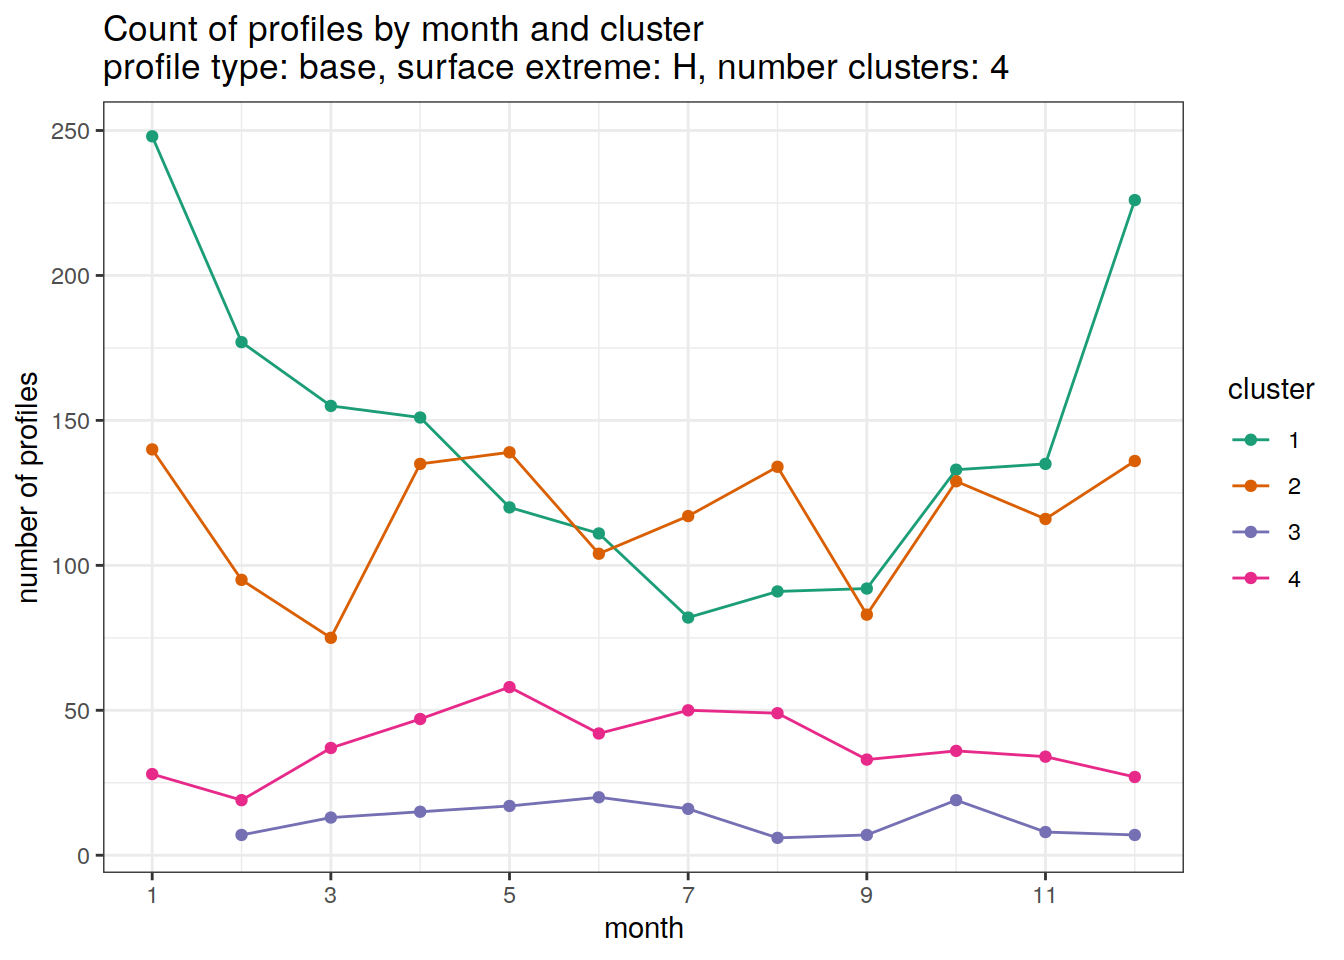 Count of profiles by month and cluster
profile type: base, surface extreme: H, number clusters: 4
250
200
150
100
50
0
number of profiles
1 3 5 7 9 11
month
cluster
1
2
3
4